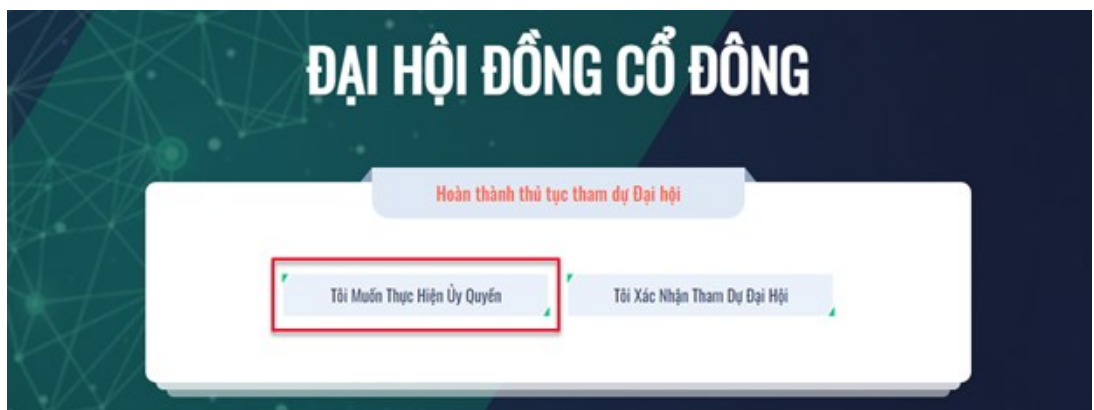 ĐẠI HỘI ĐỒNG CỔ ĐÔNG
Hoàn thành thủ tục tham dự Đại hội
Tôi Muốn Thực Hiện Ủy Quyền
Tôi Xác Nhận Tham Dự Đại Hội